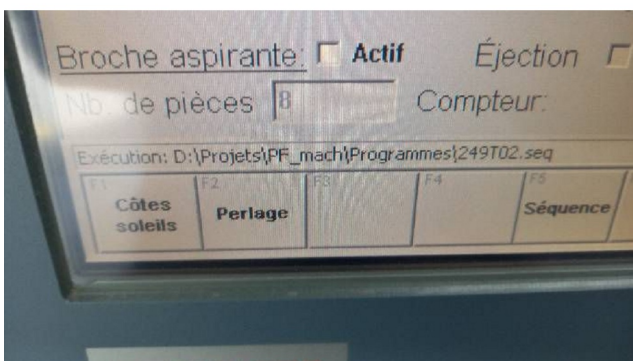 Broche aspirante: Actif Éjection
Nb. de pièces 8 Compteur:
Exécution: D:\Projets\PF_mach\Programmes\249T02.seq
F1 F2 F3 F4 F5
Côtes soleils Perlage Séquence